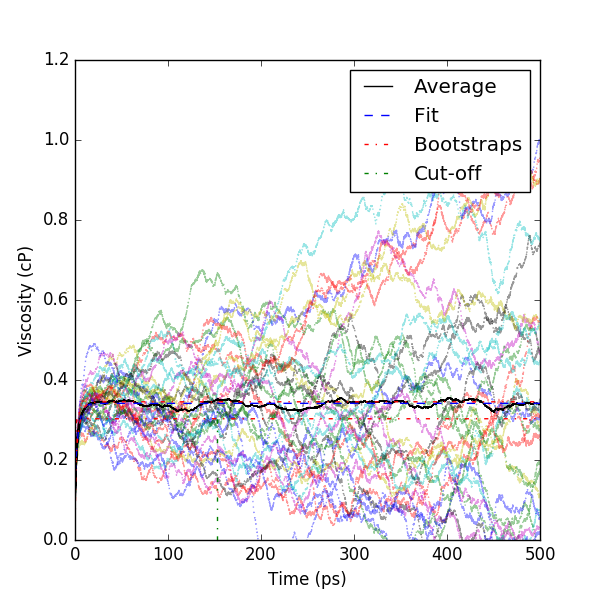 1.2
1.0
0.8
0.6
0.4
0.2
0.0
Viscosity (cP)
Average
Fit
Bootstraps
Cut-off
0 100 200 300 400 500
Time (ps)